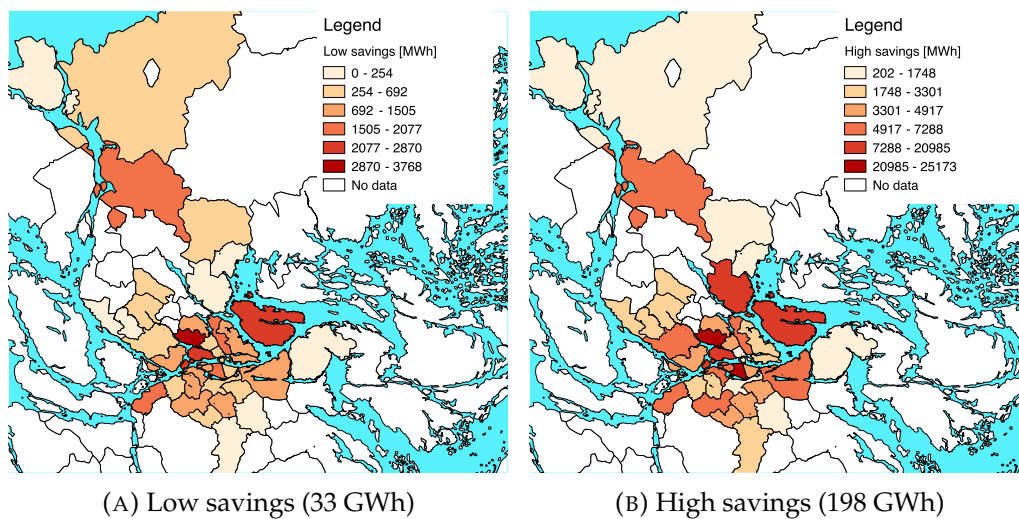 Legend
Low savings [MWh]
0 - 254
254 - 692
692 - 1505
1505 - 2077
2077 - 2870
2870 - 3768
No data
Legend
High savings [MWh]
202 - 1748
1748 - 3301
3301 - 4917
4917 - 7288
7288 - 20985
20985 - 25173
No data
(A) Low savings (33 GWh)
(B) High savings (198 GWh)